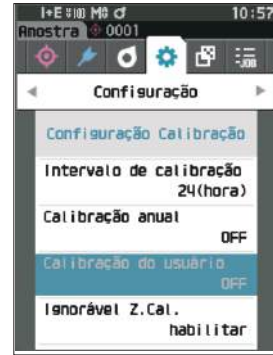 I+E 10:57
Amostra 0001
JOB
Configuração
Configuração Calibração
Intervalo de calibração
24(hora)
Calibração anual
OFF
Calibração do usuário
OFF
Ignorável Z.Cal.
habilitar